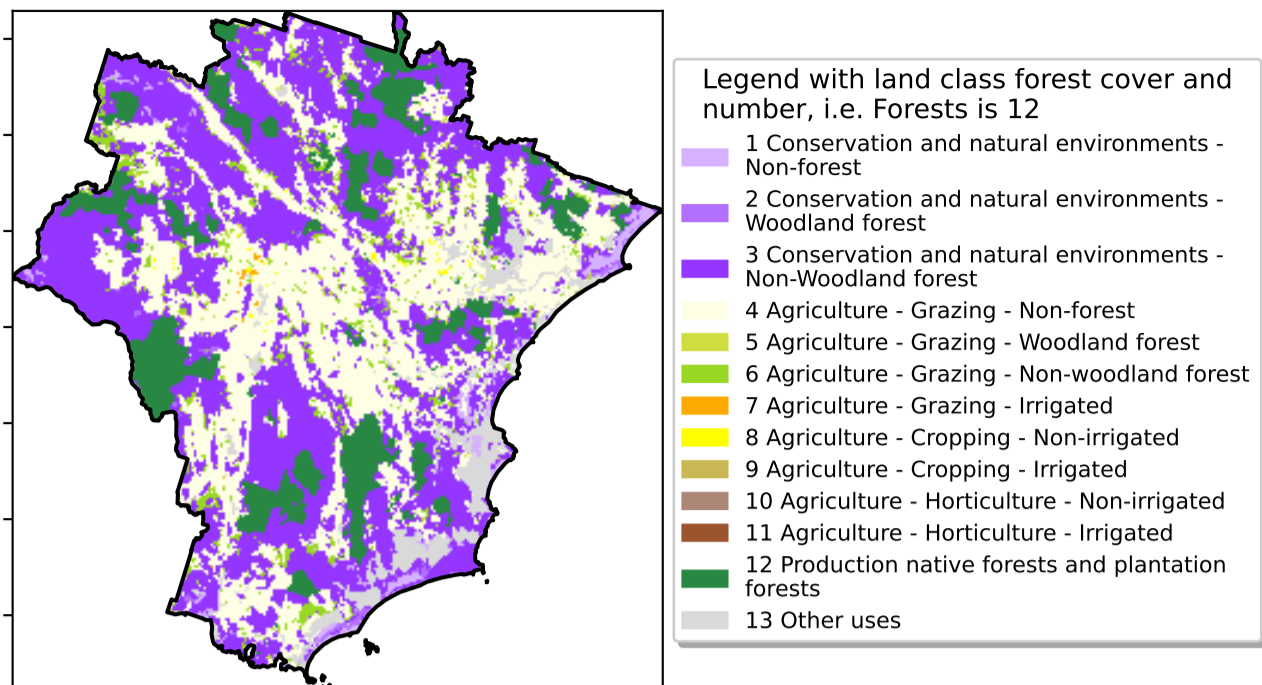 Legend with land class forest cover and
number, i.e. Forests is 12
1 Conservation and natural environments -
Non-forest
2 Conservation and natural environments -
Woodland forest
3 Conservation and natural environments -
Non-Woodland forest
4 Agriculture - Grazing - Non-forest
5 Agriculture - Grazing - Woodland forest
6 Agriculture - Grazing - Non-woodland forest
7 Agriculture - Grazing - Irrigated
8 Agriculture - Cropping - Non-irrigated
9 Agriculture - Cropping - Irrigated
10 Agriculture - Horticulture - Non-irrigated
11 Agriculture - Horticulture - Irrigated
12 Production native forests and plantation
forests
13 Other uses